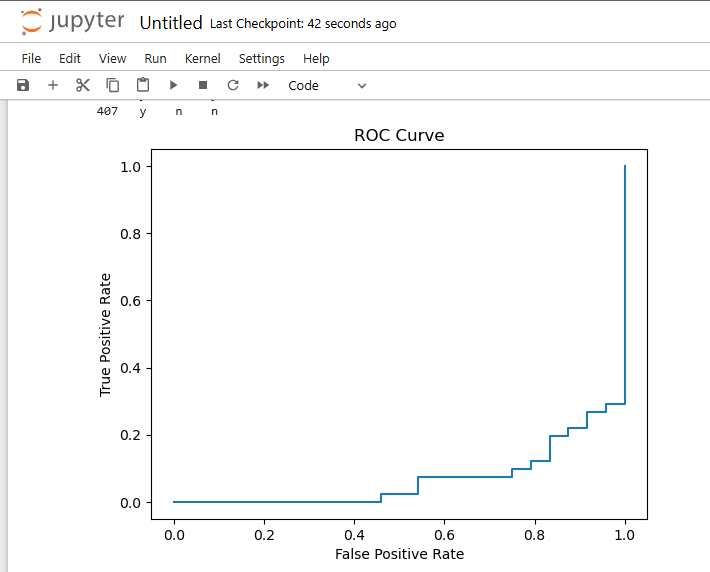 jupyter Untitled Last Checkpoint: 42 seconds ago
File Edit View Run Kernel Settings Help
Code
407 y n n
ROC Curve
1.0
0.8
0.6
0.4
0.2
0.0
True Positive Rate
0.0 0.2 0.4 0.6 0.8 1.0
False Positive Rate